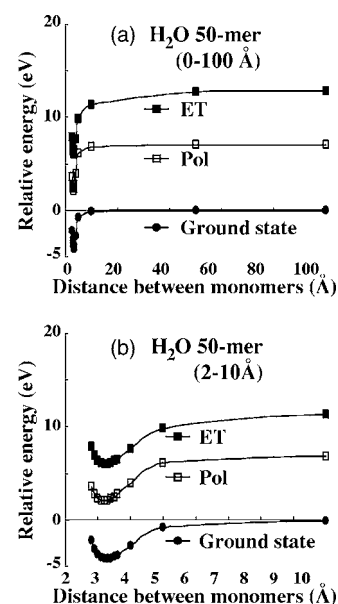 (a) H₂O 50-mer
(0-100 Å)
20
10
0
-5
Relative energy (eV)
ET
Pol
Ground state
0 20 40 60 80 100
Distance between monomers (Å)
(b) H₂O 50-mer
(2-10Å)
20
10
0
-5
Relative energy (eV)
ET
Pol
Ground state
2 3 4 5 6 7 8 9 10
Distance between monomers (Å)